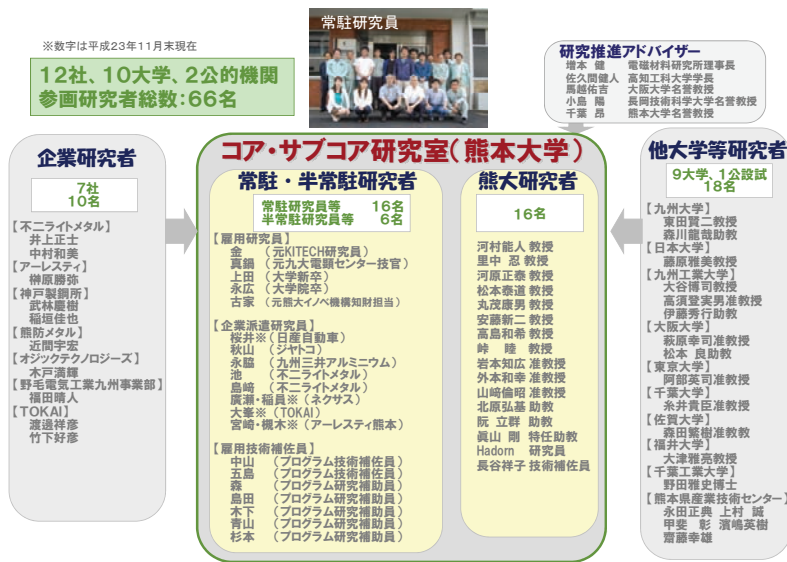 常駐研究員
※数字は平成23年11月末現在
12社、10大学、2公的機関
参画研究者総数：66名
研究推進アドバイザー
増本 健 電磁材料研究所理事長
佐久間健人 高知工科大学学長
馬越佑吉 大阪大学名誉教授
小島 陽 長岡技術科学大学名誉教授
千葉 昂 熊本大学名誉教授
企業研究者
7社
10名
【不二ライトメタル】
井上正士
中村和美
【アーレスティ】
榊原勝弥
【神戸製鋼所】
武林慶樹
稲垣佳也
【熊防メタル】
近間宇宏
【オジックテクノロジーズ】
木戸満輝
【野毛電気工業九州事業部】
福田晴人
【TOKAI】
渡邊祥彦
竹下好彦
コア・サブコア研究室（熊本大学）
常駐・半常駐研究者
常駐研究員等 16名
半常駐研究員等 6名
【雇用研究員】
金 （元KITECH研究員）
真鍋 （元九大電顕センター技官）
上田 （大学新卒）
永広 （大学院卒）
古家 （元熊大イノベ機構知財担当）
【企業派遣研究員】
桜井※（日産自動車）
秋山 （ジヤトコ）
永脇 （九州三井アルミニウム）
池 （不二ライトメタル）
島﨑 （不二ライトメタル）
廣瀬・稲員※（ネクサス）
大峯※（TOKAI）
宮崎・槻木※（アーレスティ熊本）
【雇用技術補佐員】
中山 （プログラム技術補佐員）
五島 （プログラム技術補佐員）
森 （プログラム研究補助員）
島田 （プログラム研究補助員）
木下 （プログラム研究補助員）
青山 （プログラム研究補助員）
杉本 （プログラム研究補助員）
熊大研究者
16名
河村能人 教授
里中 忍 教授
河原正泰 教授
松本泰道 教授
丸茂康男 教授
安藤新二 教授
高島和希 教授
峠 睦 教授
岩本知広 准教授
外本和幸 准教授
山﨑倫昭 准教授
北原弘基 助教
阮 立群 助教
眞山 剛 特任助教
Hadorn 研究員
長谷祥子 技術補佐員
他大学等研究者
9大学、1公設試
18名
【九州大学】
東田賢二教授
森川龍哉助教
【日本大学】
藤原雅美教授
【九州工業大学】
大谷博司教授
高須登実男准教授
伊藤秀行助教
【大阪大学】
萩原幸司准教授
松本 良助教
【東京大学】
阿部英司准教授
【千葉大学】
糸井貴臣准教授
【佐賀大学】
森田繁樹准教教
【福井大学】
大津雅亮教授
【千葉工業大学】
野田雅史博士
【熊本県産業技術センター】
永田正典 上村 誠
甲斐 彰 濱嶋英樹
齋藤幸雄